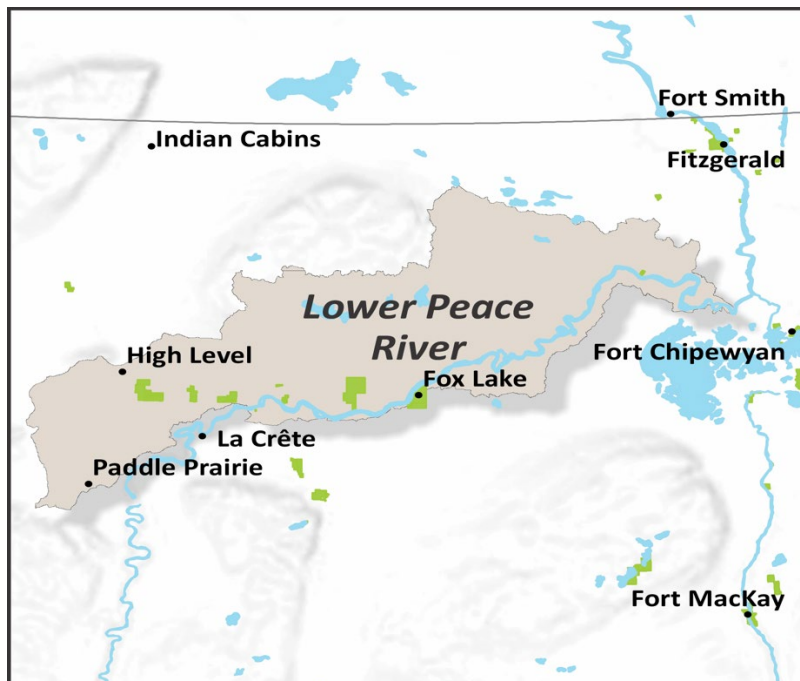 Fort Smith
Indian Cabins
Fitzgerald
Lower Peace
River
High Level
Fort Chipewyan
Fox Lake
La Crête
Paddle Prairie
Fort MacKay